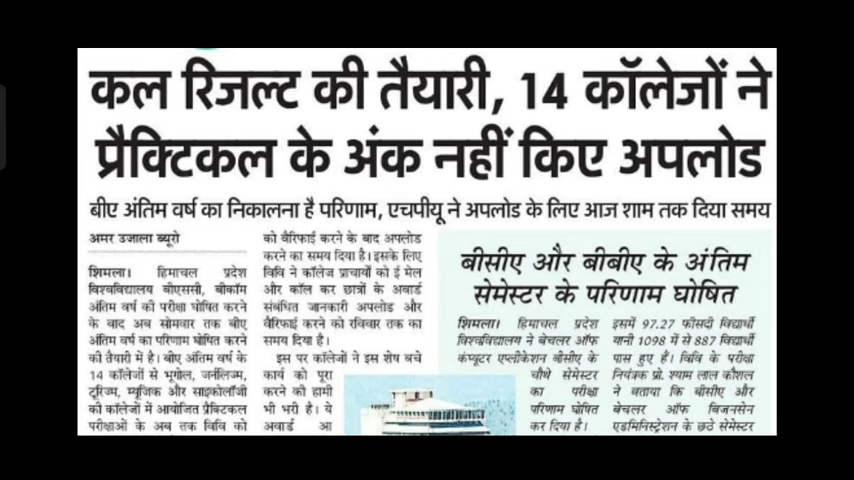 कल रिजल्ट की तैयारी, 14 कॉलेजों ने
प्रैक्टिकल के अंक नहीं किए अपलोड
बीए अंतिम वर्ष का निकालना है परिणाम, एचपीयू ने अपलोड के लिए आज शाम तक दिया समय
अमर उजाला ब्यूरो
शिमला। हिमाचल प्रदेश
विश्वविद्यालय बीएससी, बीकॉम
अंतिम वर्ष की परीक्षा घोषित करने
के बाद अब सोमवार तक बीए
अंतिम वर्ष का परिणाम घोषित करने
की तैयारी में है। बीए अंतिम वर्ष के
14 कॉलेजों से भूगोल, जर्नलिज्म,
टूरिज्म, म्यूजिक और साइकोलॉजी
की कॉलेजों में आयोजित प्रैक्टिकल
परीक्षाओं के अब तक विवि को
को वैरिफाई करने के बाद अपलोड
करने का समय दिया है। इसके लिए
विवि ने कॉलेज प्राचार्यों को ई मेल
और कॉल कर छात्रों के अवार्ड
संबंधित जानकारी अपलोड और
वैरिफाई करने को रविवार तक का
समय दिया है।
इस पर कॉलेजों ने इस शेष बचे
कार्य को पूरा
करने की हामी
भी भरी है। ये
अवार्ड आ
बीसीए और बीबीए के अंतिम
सेमेस्टर के परिणाम घोषित
शिमला। हिमाचल प्रदेश
विश्वविद्यालय ने बेचलर ऑफ
कंप्यूटर एप्लीकेशन बीसीए के
चौथे सेमेस्टर
का परीक्षा
परिणाम घोषित
कर दिया है।
इसमें 97.27 फीसदी विद्यार्थी
यानी 1098 में से 887 विद्यार्थी
पास हुए हैं। विवि के परीक्षा
नियंत्रक प्रो. श्याम लाल कौशल
ने बताया कि बीसीए और
बेचलर ऑफ बिजनसेन
एडमिनिस्ट्रेशन के छठे सेमेस्टर